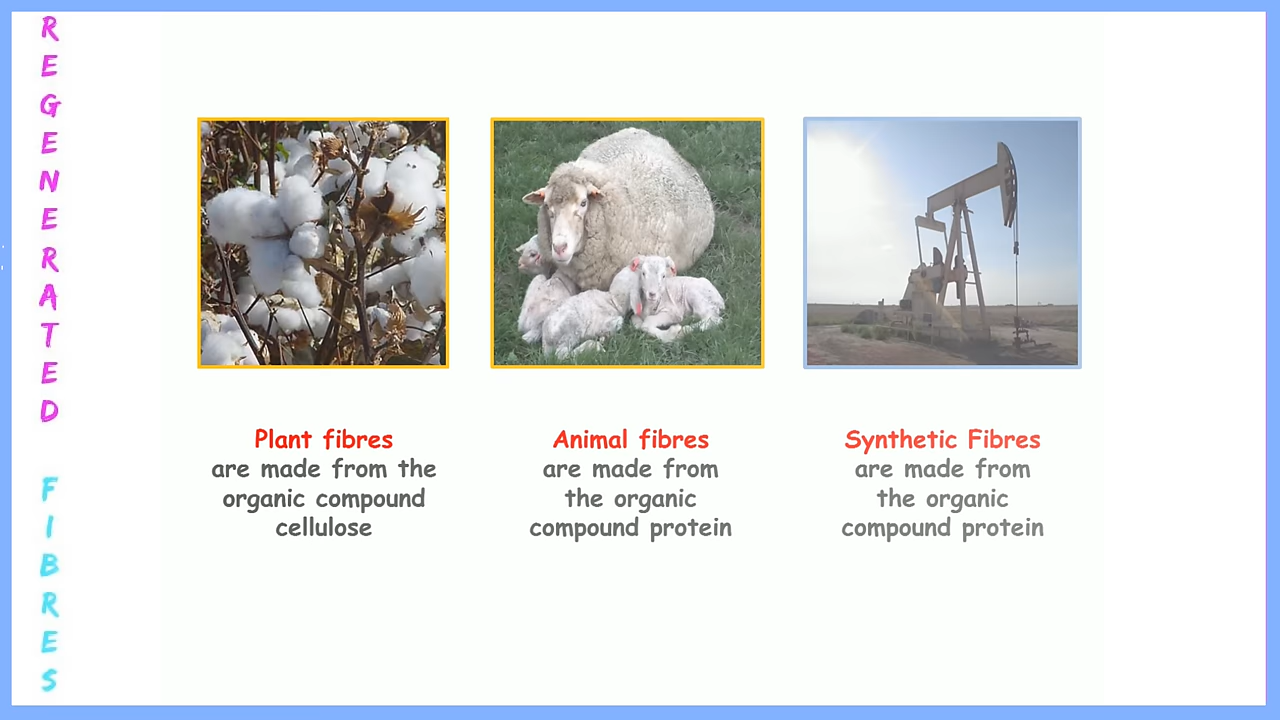 REGENERATED
FIBRES
Plant fibres
are made from the
organic compound
cellulose
Animal fibres
are made from
the organic
compound protein
Synthetic Fibres
are made from
the organic
compound protein